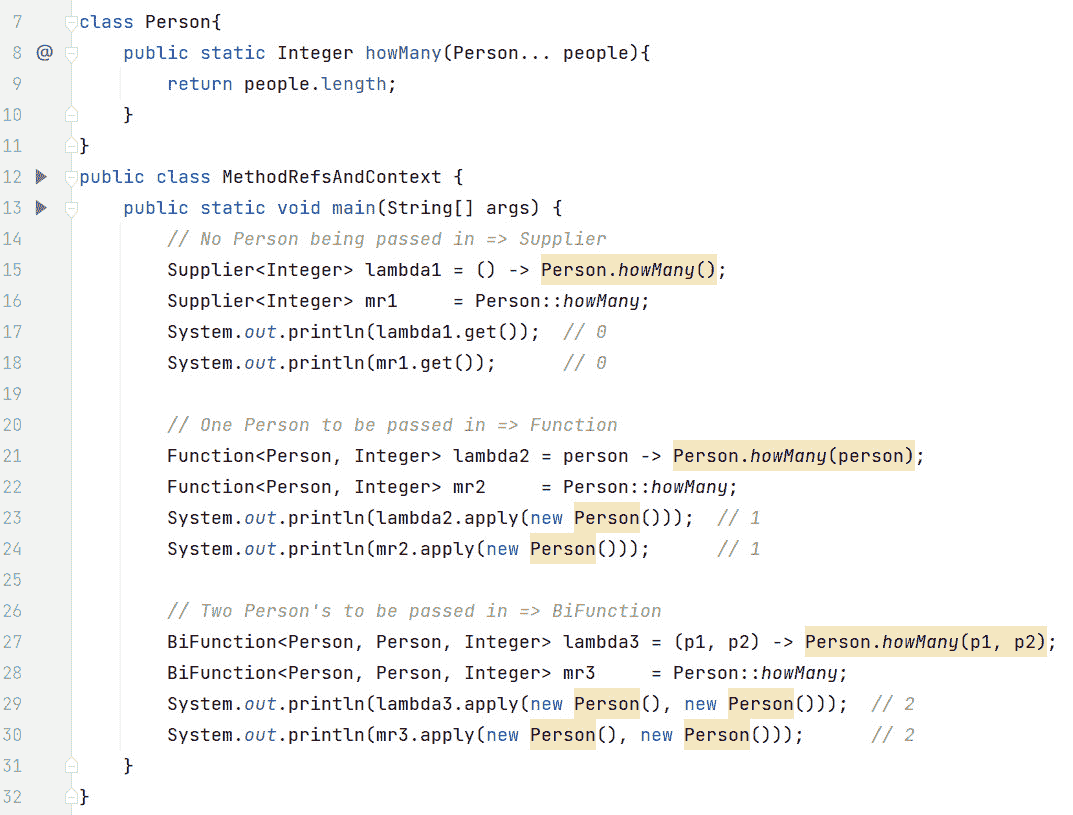 7 class Person{
8 @ public static Integer howMany(Person... people){
9 return people.length;
10 }
11 }
12 public class MethodRefsAndContext {
13 public static void main(String[] args) {
14 // No Person being passed in => Supplier
15 Supplier<Integer> lambda1 = () -> Person.howMany();
16 Supplier<Integer> mr1     = Person::howMany;
17 System.out.println(lambda1.get());  // 0
18 System.out.println(mr1.get());      // 0
19
20 // One Person to be passed in => Function
21 Function<Person, Integer> lambda2 = person -> Person.howMany(person);
22 Function<Person, Integer> mr2     = Person::howMany;
23 System.out.println(lambda2.apply(new Person()));  // 1
24 System.out.println(mr2.apply(new Person()));      // 1
25
26 // Two Person's to be passed in => BiFunction
27 BiFunction<Person, Person, Integer> lambda3 = (p1, p2) -> Person.howMany(p1, p2);
28 BiFunction<Person, Person, Integer> mr3     = Person::howMany;
29 System.out.println(lambda3.apply(new Person(), new Person()));  // 2
30 System.out.println(mr3.apply(new Person(), new Person()));      // 2
31 }
32 }